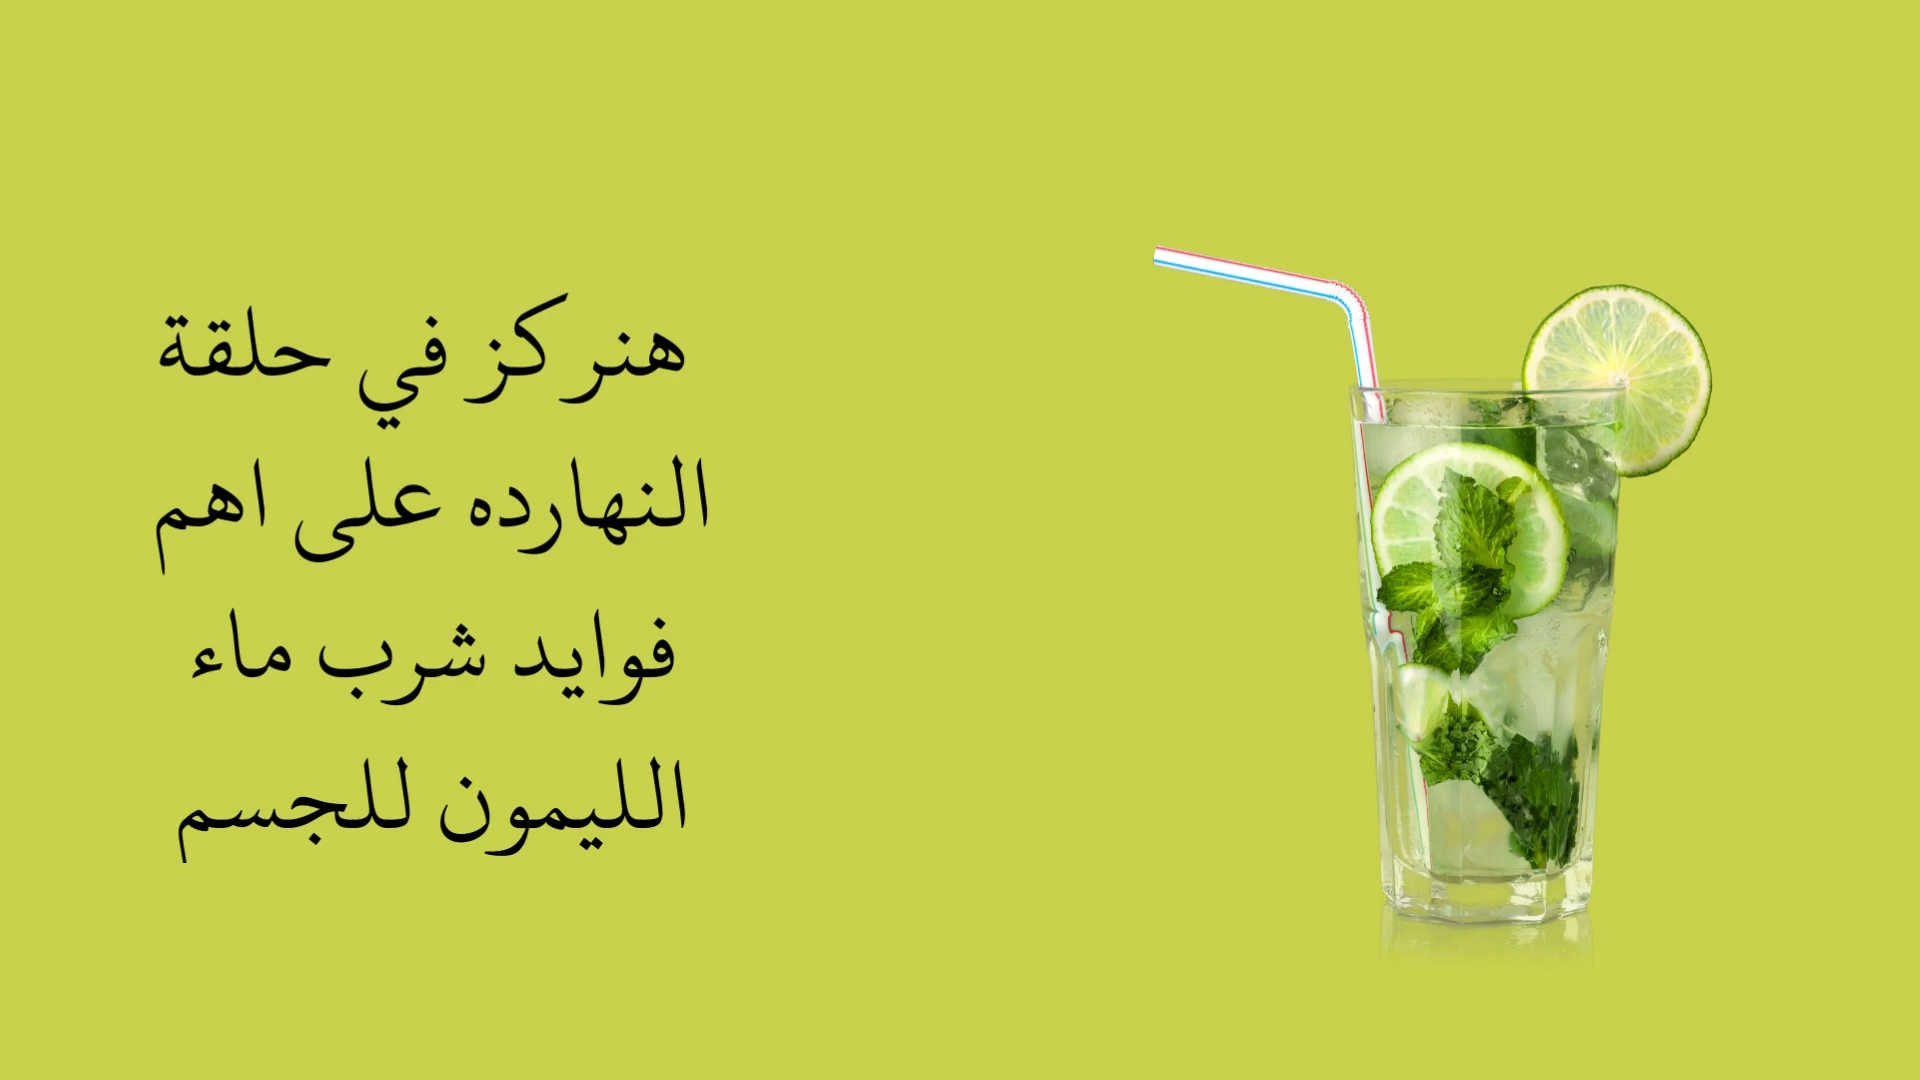 هنركز في حلقة
النهارده على اهم
فوايد شرب ماء
الليمون للجسم